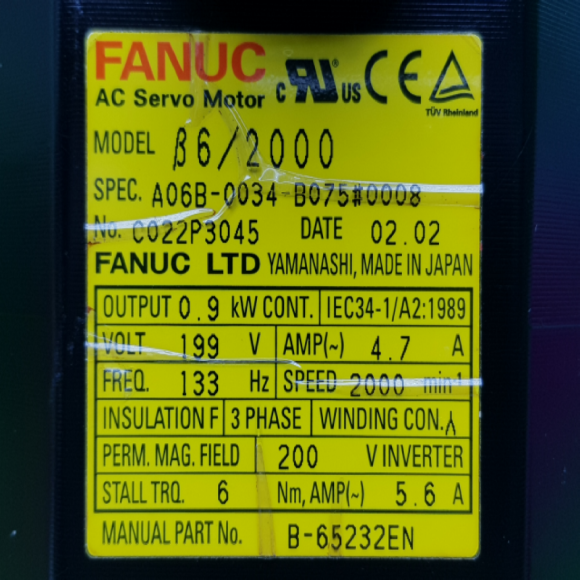 FANUC
AC Servo Motor c RU US CE TÜV Rheinland
MODEL β6/2000
SPEC. A06B-0034-B075#0008
No. C022P3045 DATE 02.02
FANUC LTD YAMANASHI, MADE IN JAPAN
OUTPUT 0.9 kW CONT. IEC34-1/A2:1989
VOLT 199 V AMP(~) 4.7 A
FREQ. 133 Hz SPEED 2000 min⁻¹
INSULATION F 3 PHASE WINDING CON. ⅄
PERM. MAG. FIELD 200 V INVERTER
STALL TRQ. 6 Nm, AMP(~) 5.6 A
MANUAL PART No. B-65232EN